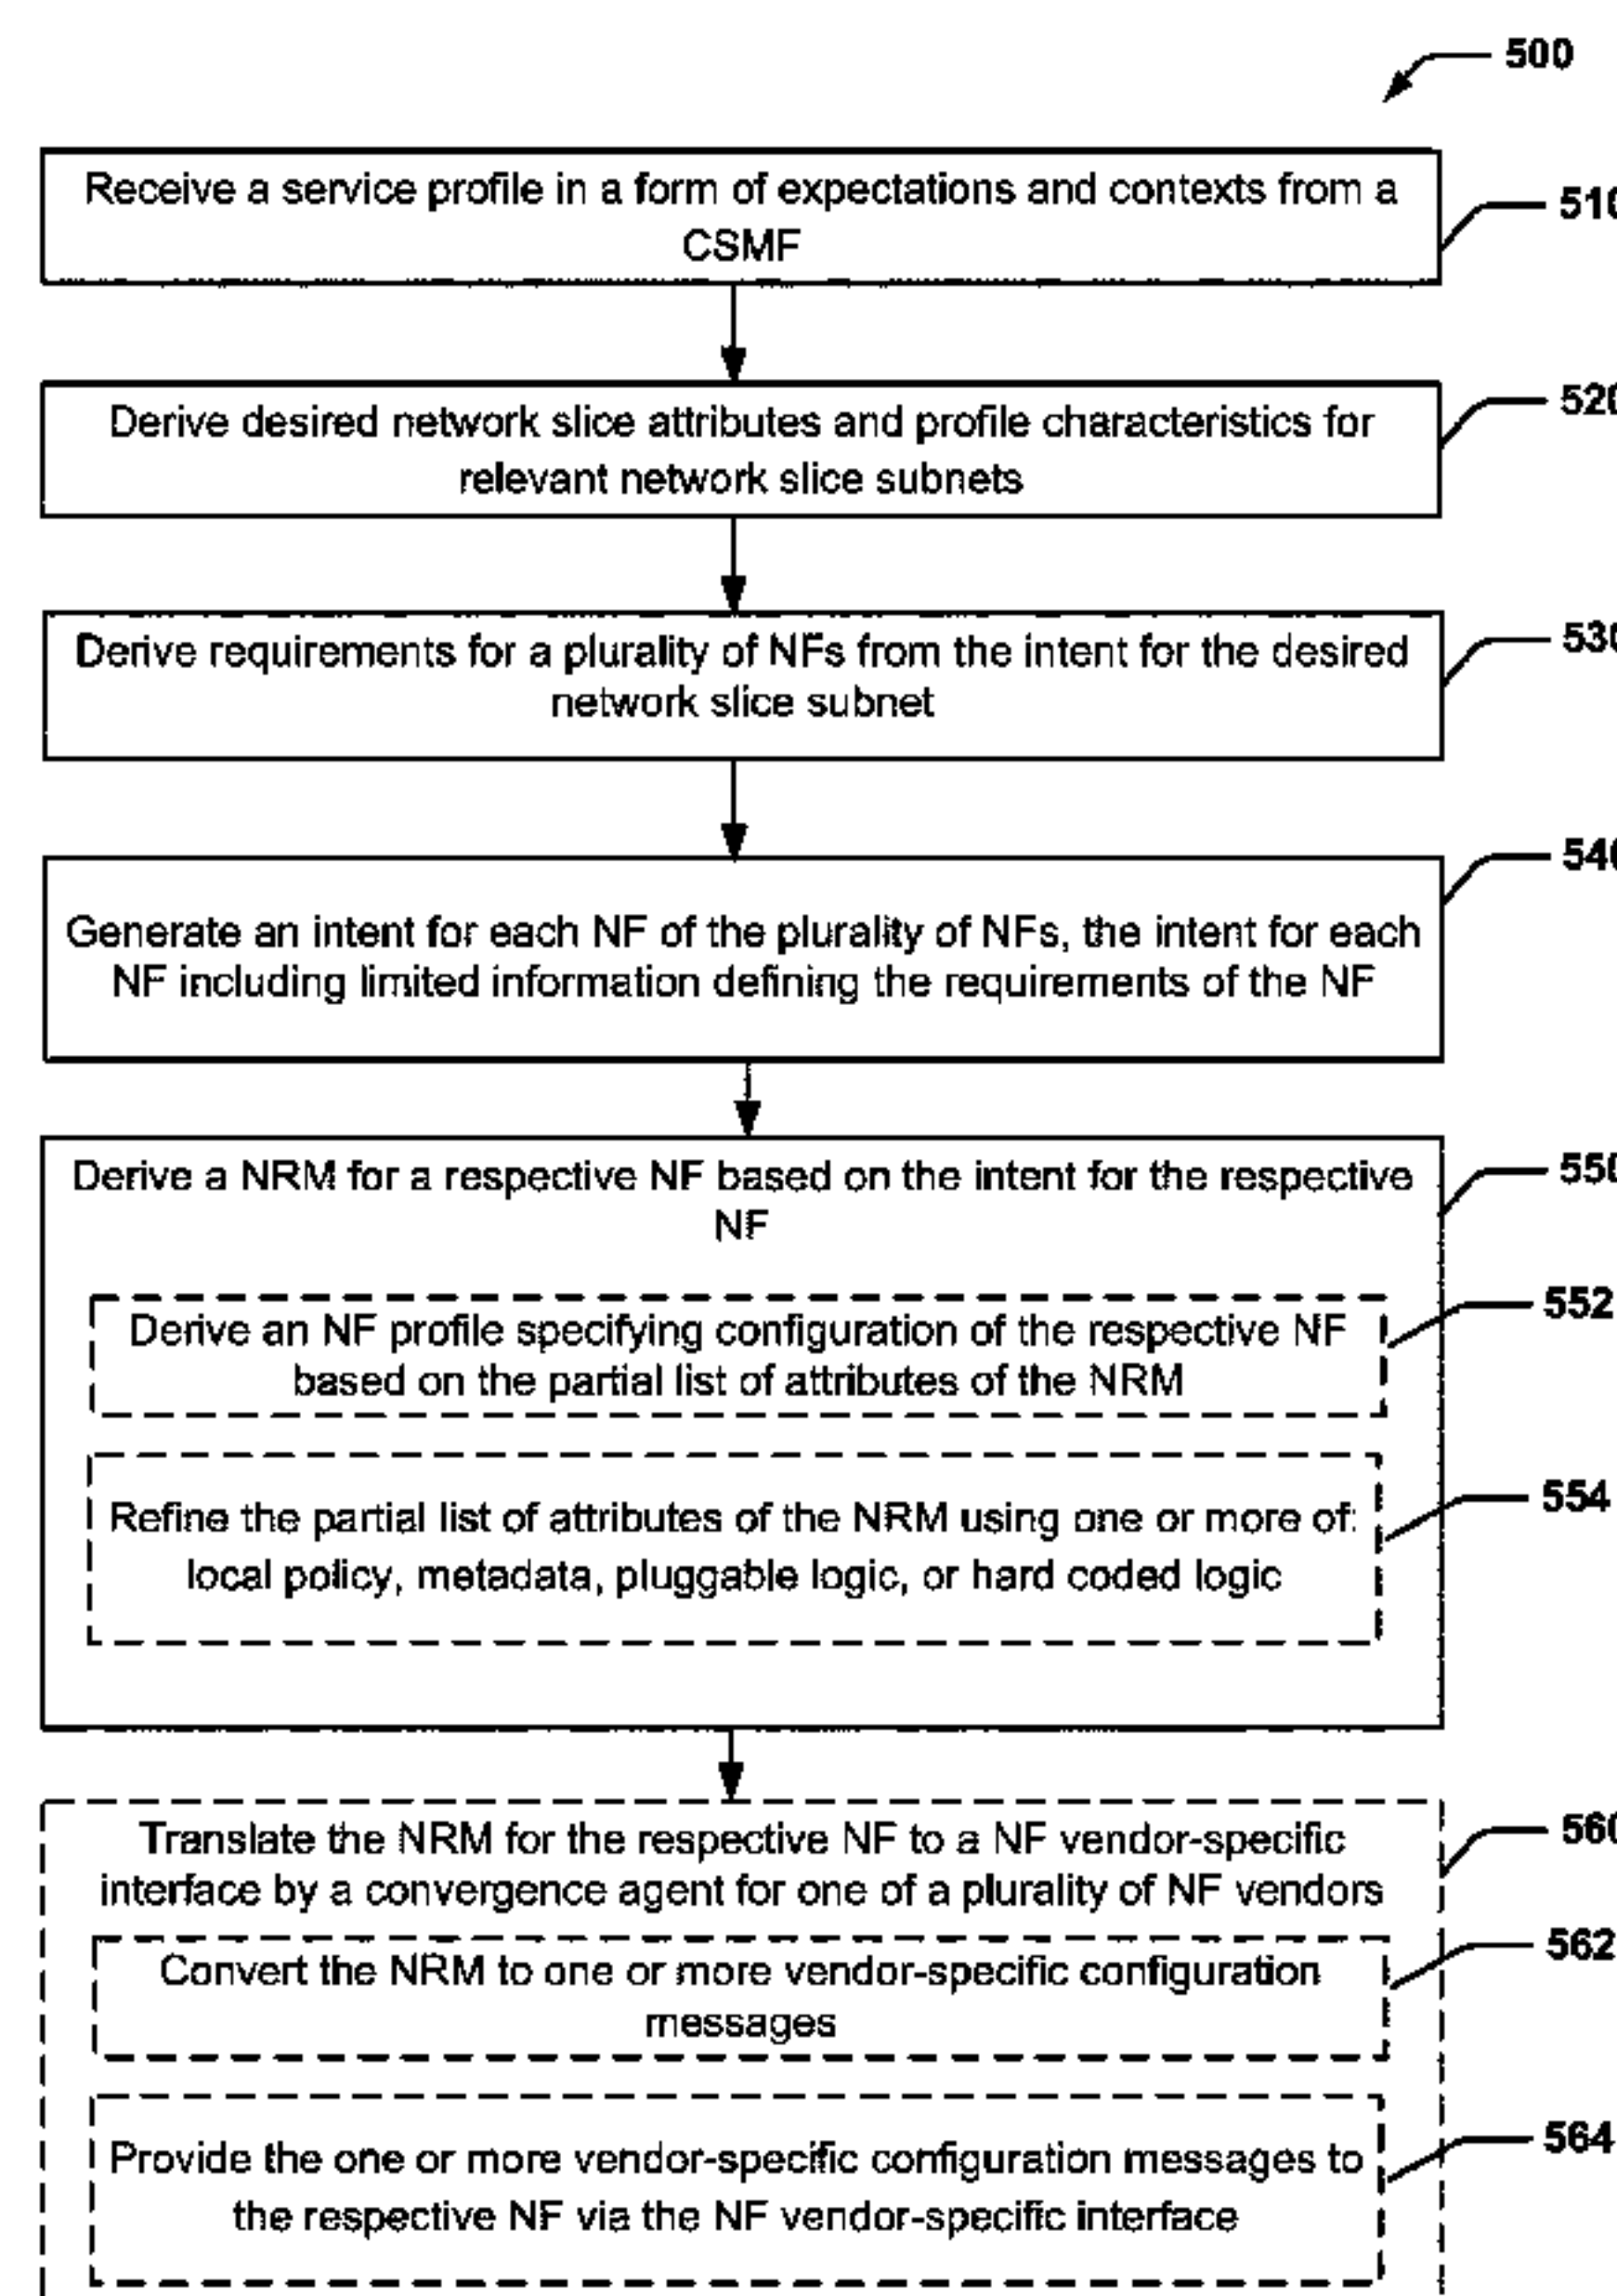 500
Receive a service profile in a form of expectations and contexts from a
CSMF
510
Derive desired network slice attributes and profile characteristics for
relevant network slice subnets
520
Derive requirements for a plurality of NFs from the intent for the desired
network slice subnet
530
Generate an intent for each NF of the plurality of NFs, the intent for each
NF including limited information defining the requirements of the NF
540
Derive a NRM for a respective NF based on the intent for the respective
NF
550
Derive an NF profile specifying configuration of the respective NF
based on the partial list of attributes of the NRM
552
Refine the partial list of attributes of the NRM using one or more of:
local policy, metadata, pluggable logic, or hard coded logic
554
Translate the NRM for the respective NF to a NF vendor-specific
interface by a convergence agent for one of a plurality of NF vendors
560
Convert the NRM to one or more vendor-specific configuration
messages
562
Provide the one or more vendor-specific configuration messages to
the respective NF via the NF vendor-specific interface
564